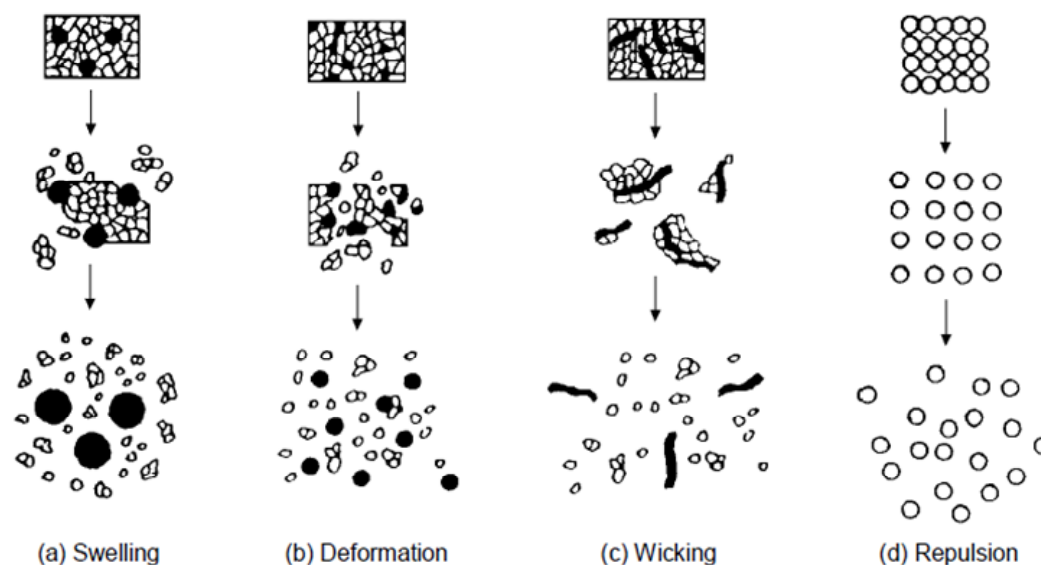 (a) Swelling
(b) Deformation
(c) Wicking
(d) Repulsion